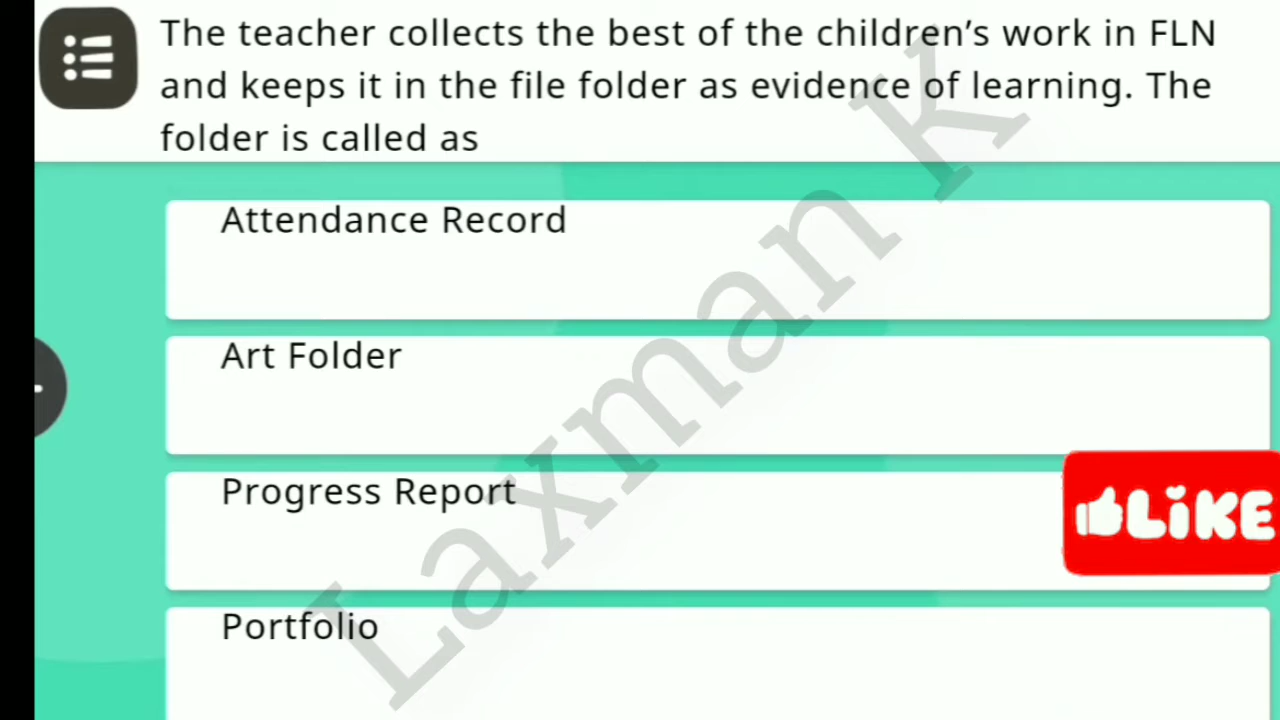 The teacher collects the best of the children’s work in FLN
and keeps it in the file folder as evidence of learning. The
folder is called as
Attendance Record
Art Folder
Progress Report
LiKE
Portfolio
Laxman K